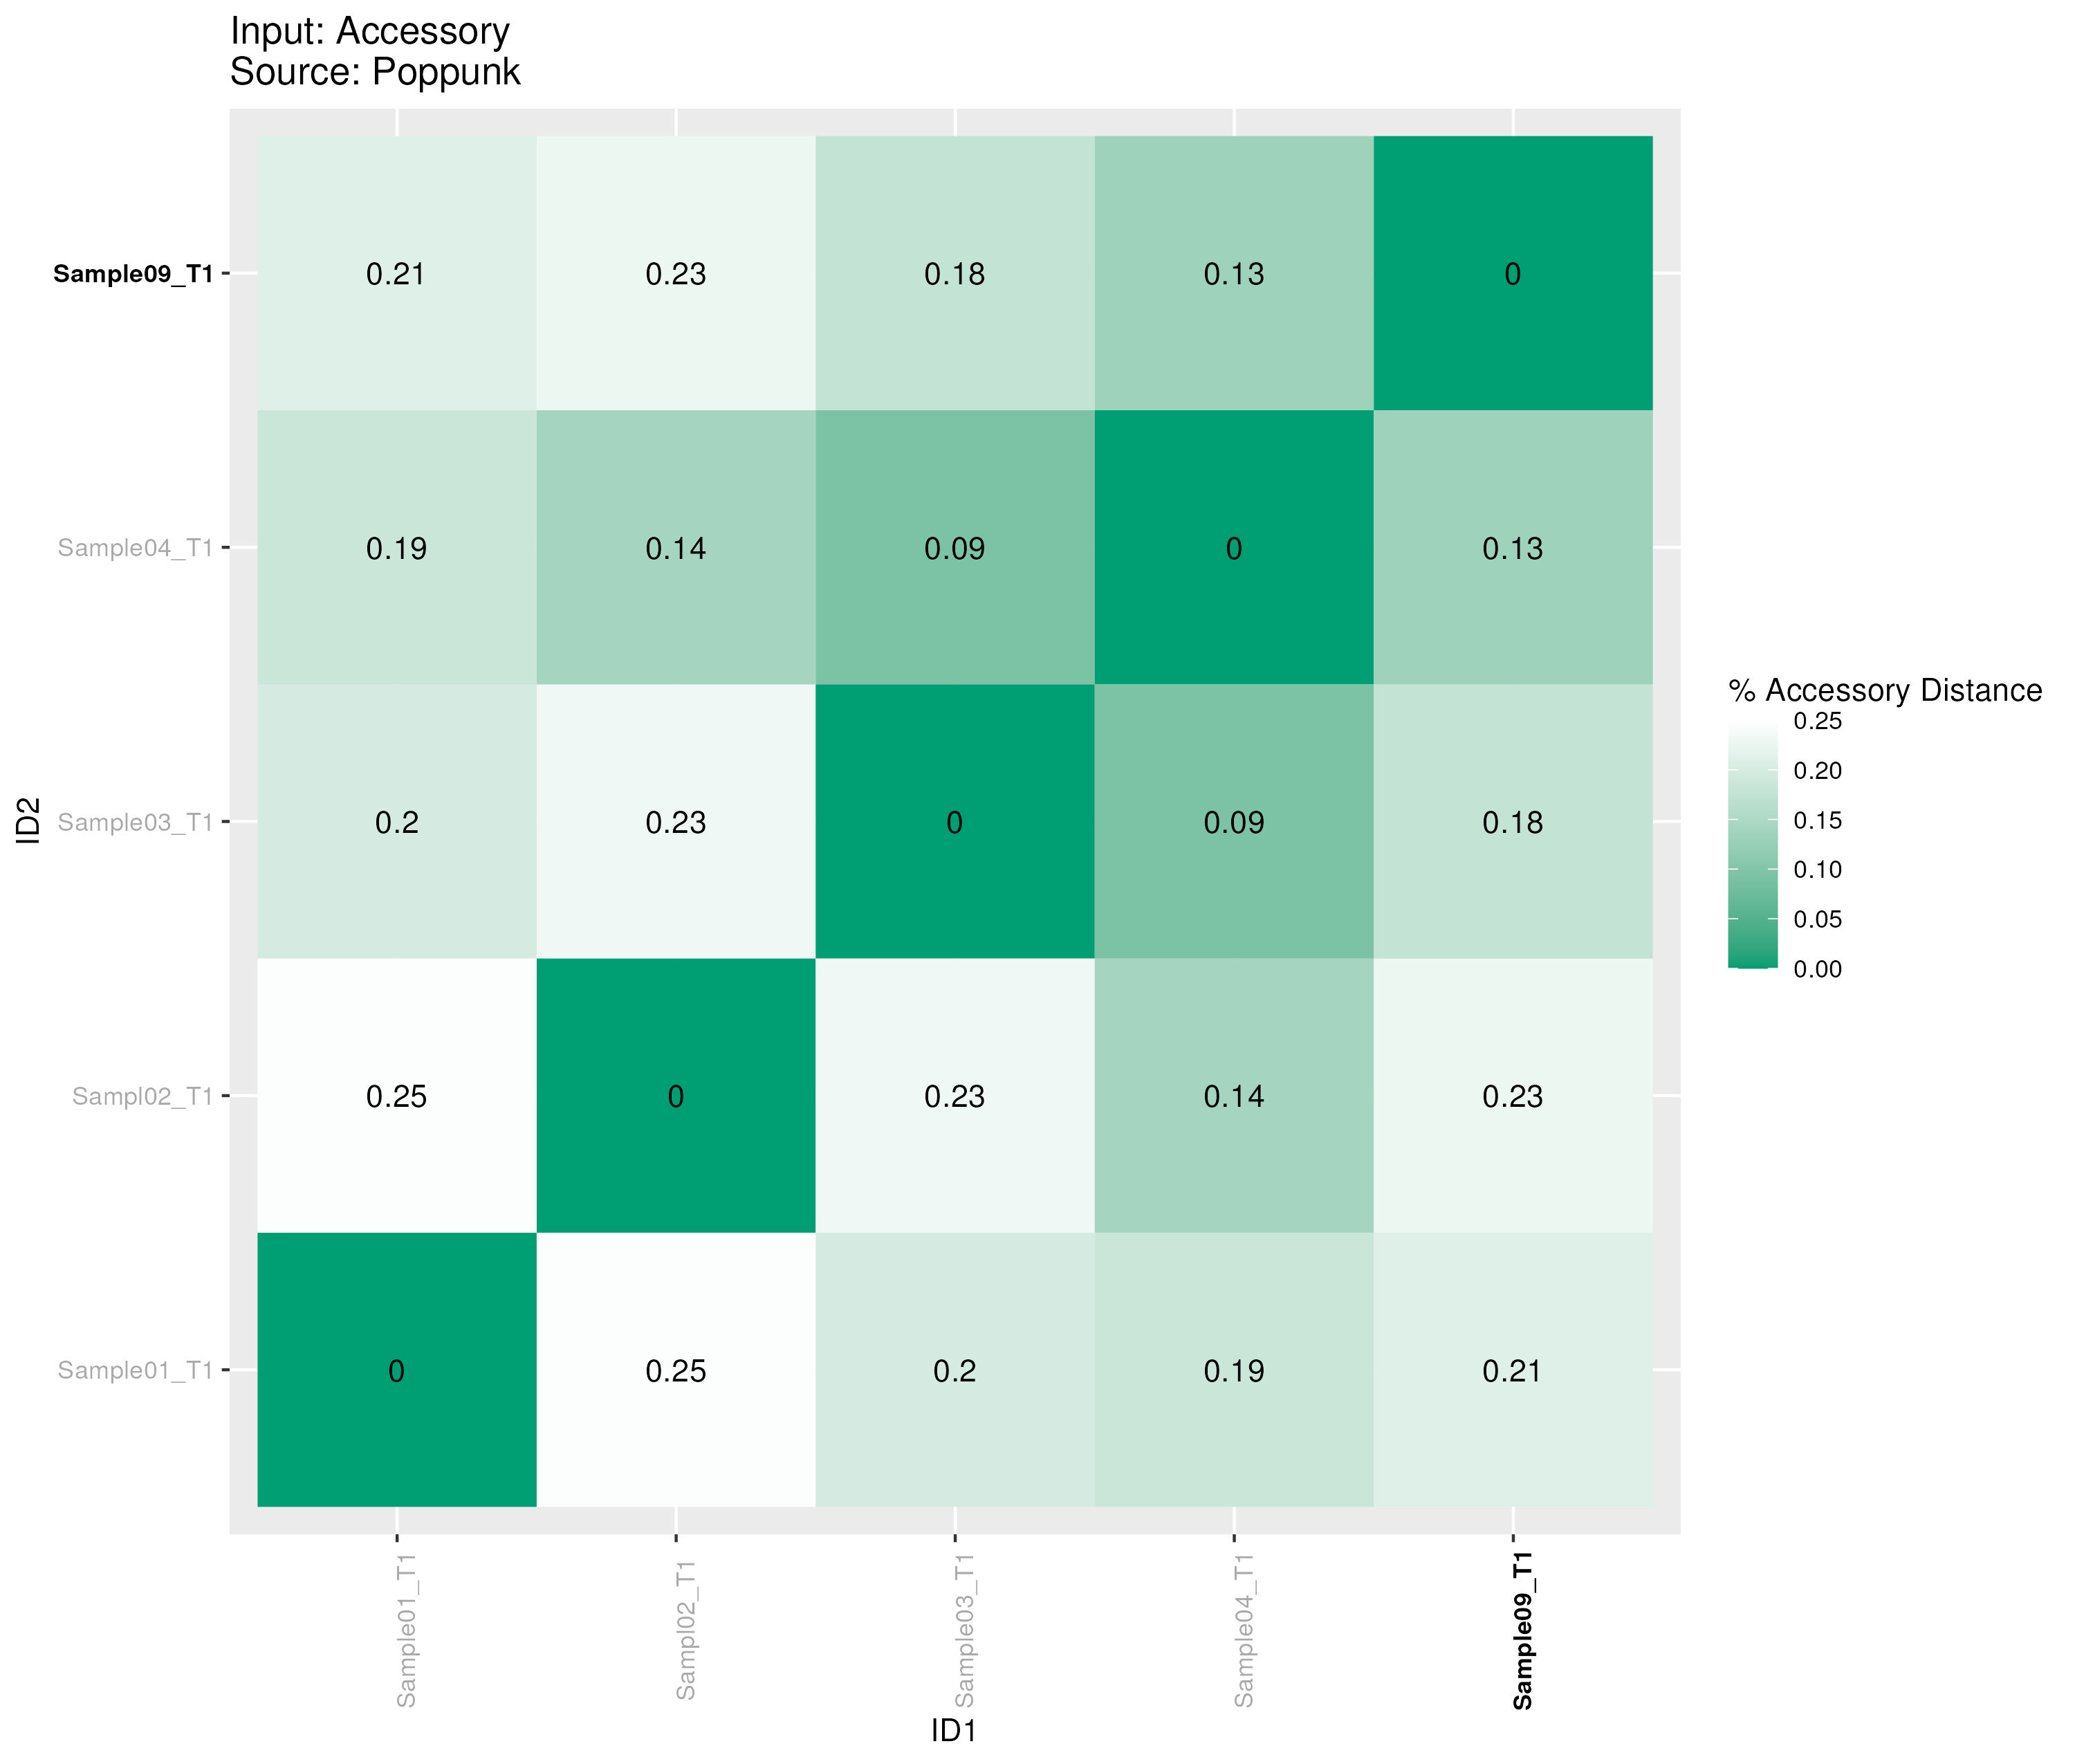 Input: Accessory
Source: Poppunk
Sample09_T1 0.21 0.23 0.18 0.13 0
Sample04_T1 0.19 0.14 0.09 0 0.13
Sample03_T1 0.2 0.23 0 0.09 0.18
Sampl02_T1 0.25 0 0.23 0.14 0.23
Sample01_T1 0 0.25 0.2 0.19 0.21
ID2
Sample01_T1 Sampl02_T1 Sample03_T1 Sample04_T1 Sample09_T1
ID1
% Accessory Distance
0.25
0.20
0.15
0.10
0.05
0.00